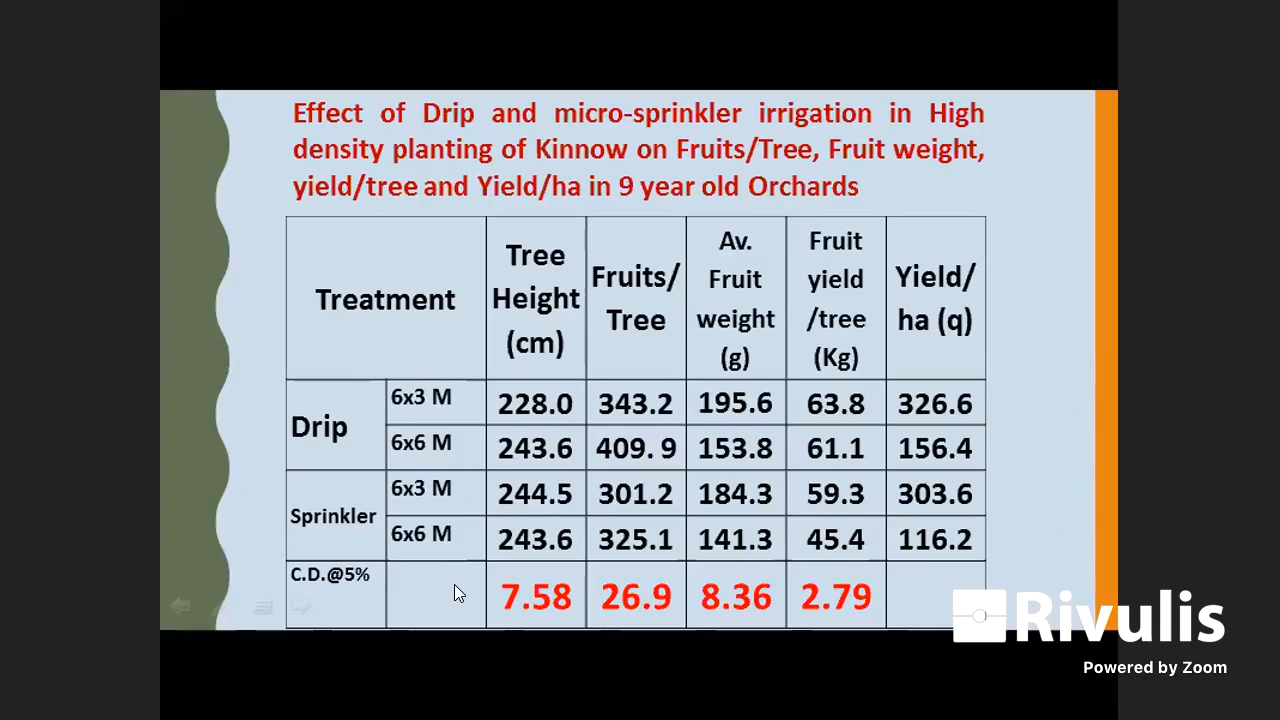 Effect of Drip and micro-sprinkler irrigation in High
density planting of Kinnow on Fruits/Tree, Fruit weight,
yield/tree and Yield/ha in 9 year old Orchards
Treatment
Tree
Height
(cm)
Fruits/
Tree
Av.
Fruit
weight
(g)
Fruit
yield
/tree
(Kg)
Yield/
ha (q)
Drip
6x3 M 228.0 343.2 195.6 63.8 326.6
6x6 M 243.6 409. 9 153.8 61.1 156.4
Sprinkler
6x3 M 244.5 301.2 184.3 59.3 303.6
6x6 M 243.6 325.1 141.3 45.4 116.2
C.D.@5% 7.58 26.9 8.36 2.79
Rivulis
Powered by Zoom